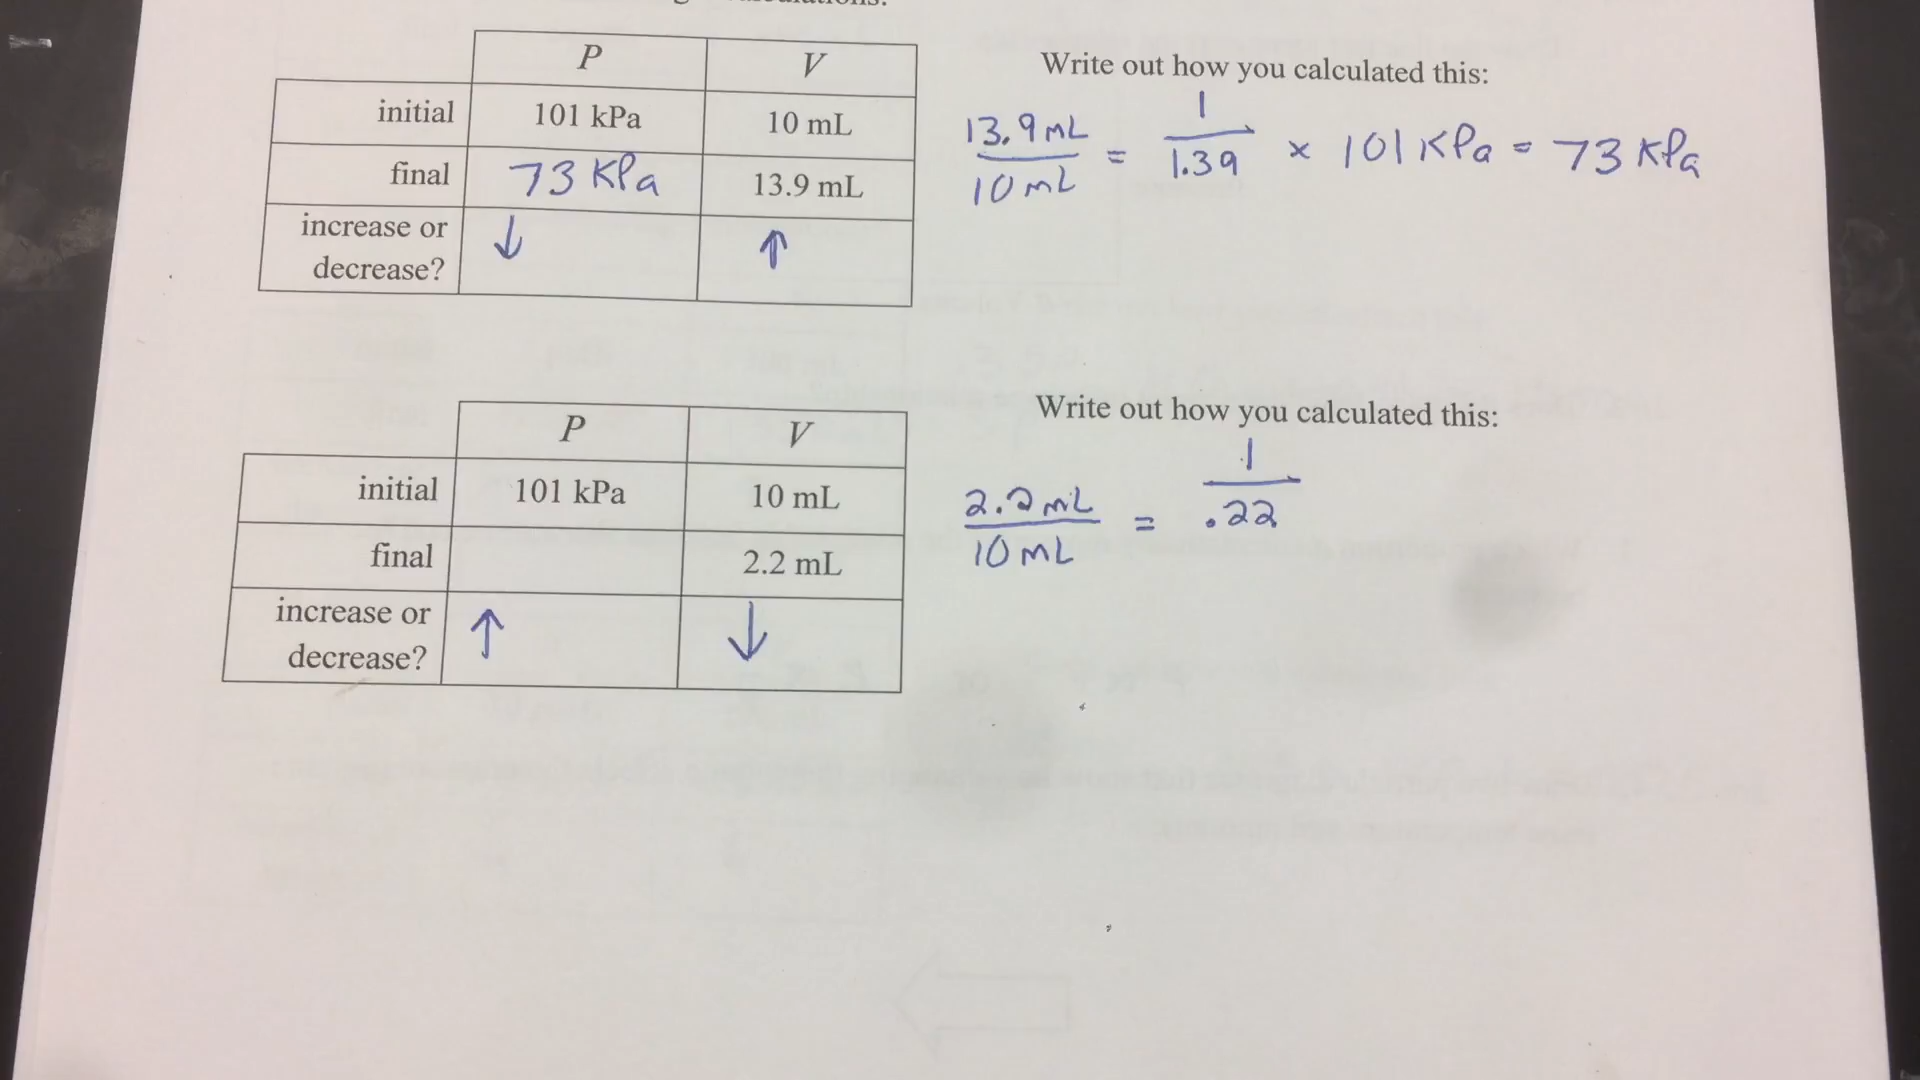 P V
initial 101 kPa 10 mL
final 73 KPa 13.9 mL
increase or decrease? ↓ ↑
Write out how you calculated this:
13.9 mL / 10 mL = 1 / 1.39 × 101 KPa = 73 KPa
P V
initial 101 kPa 10 mL
final 2.2 mL
increase or decrease? ↑ ↓
Write out how you calculated this:
2.2 mL / 10 mL = 1 / .22